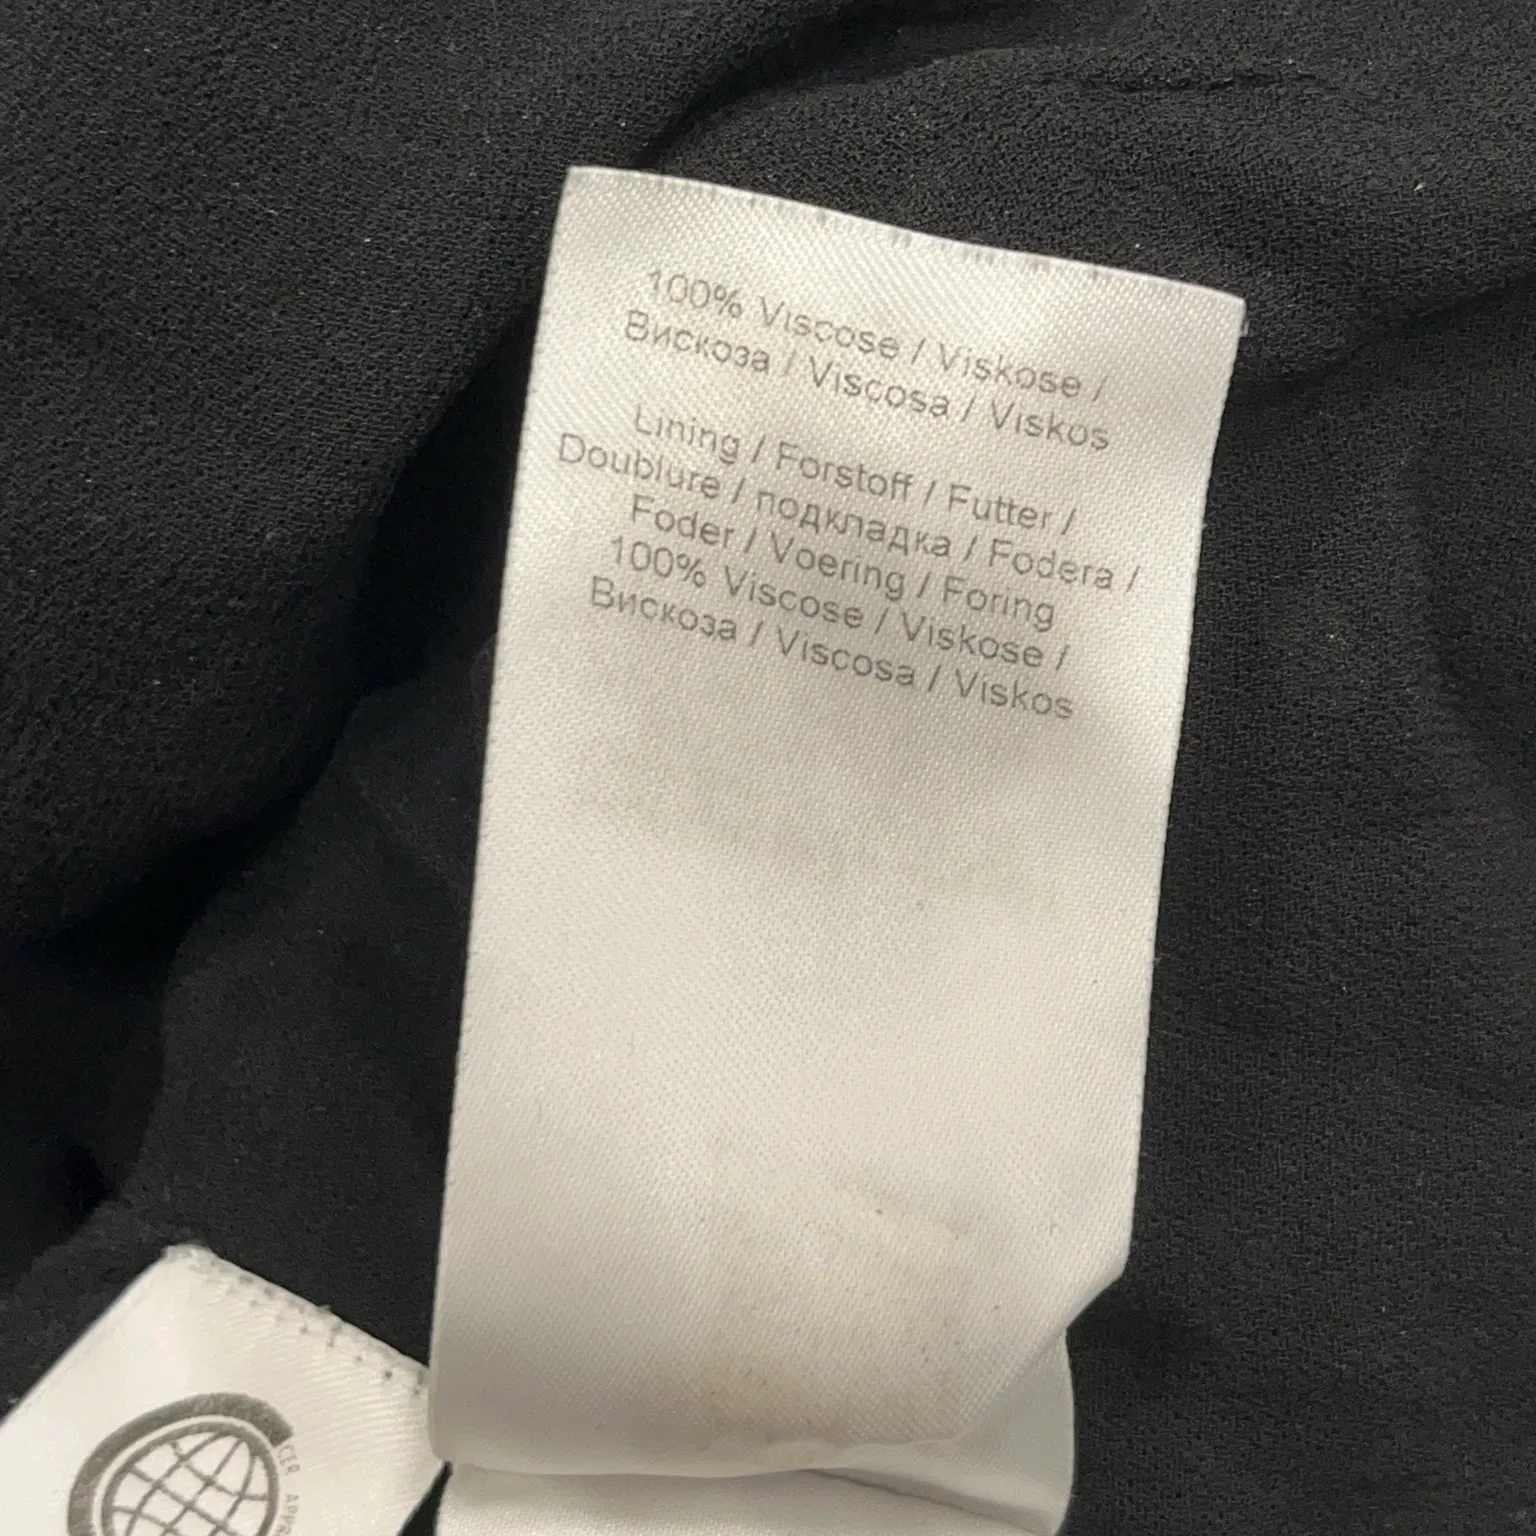 100% Viscose / Viskose /
Вискоза / Viscosa / Viskos
Lining / Forstoff / Futter /
Doublure / подкладка / Fodera /
Foder / Voering / Foring
100% Viscose / Viskose /
Вискоза / Viscosa / Viskos